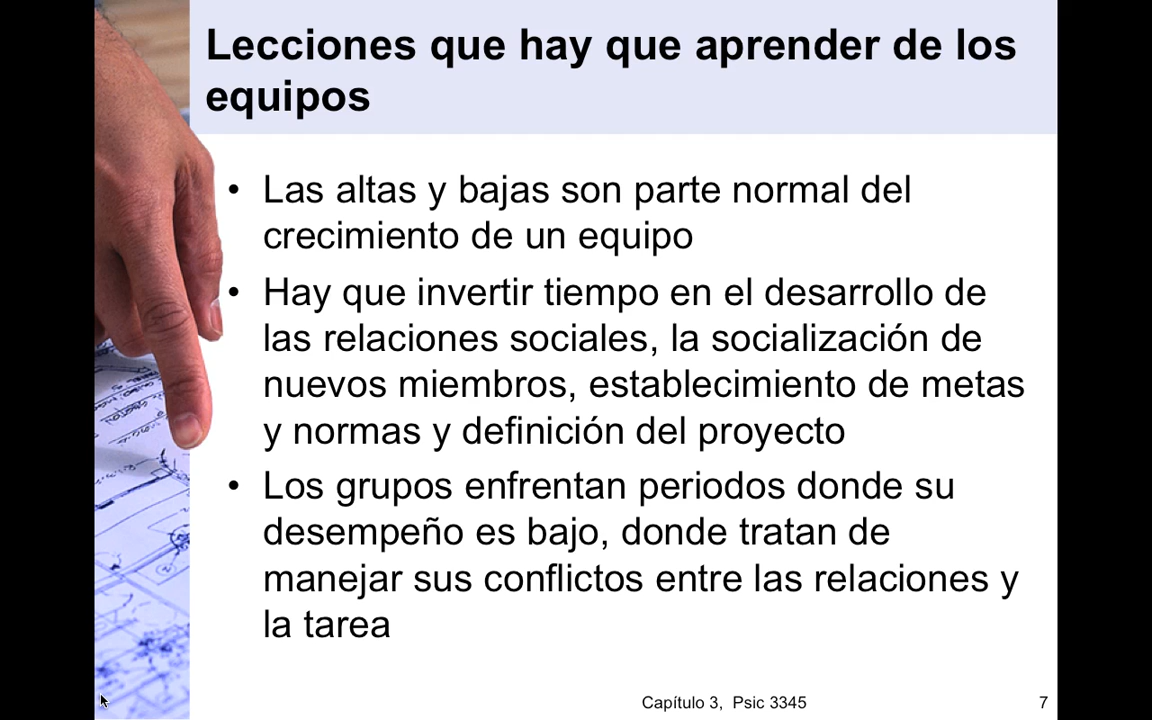 Lecciones que hay que aprender de los
equipos
• Las altas y bajas son parte normal del
crecimiento de un equipo
• Hay que invertir tiempo en el desarrollo de
las relaciones sociales, la socialización de
nuevos miembros, establecimiento de metas
y normas y definición del proyecto
• Los grupos enfrentan periodos donde su
desempeño es bajo, donde tratan de
manejar sus conflictos entre las relaciones y
la tarea
Capítulo 3, Psic 3345
7